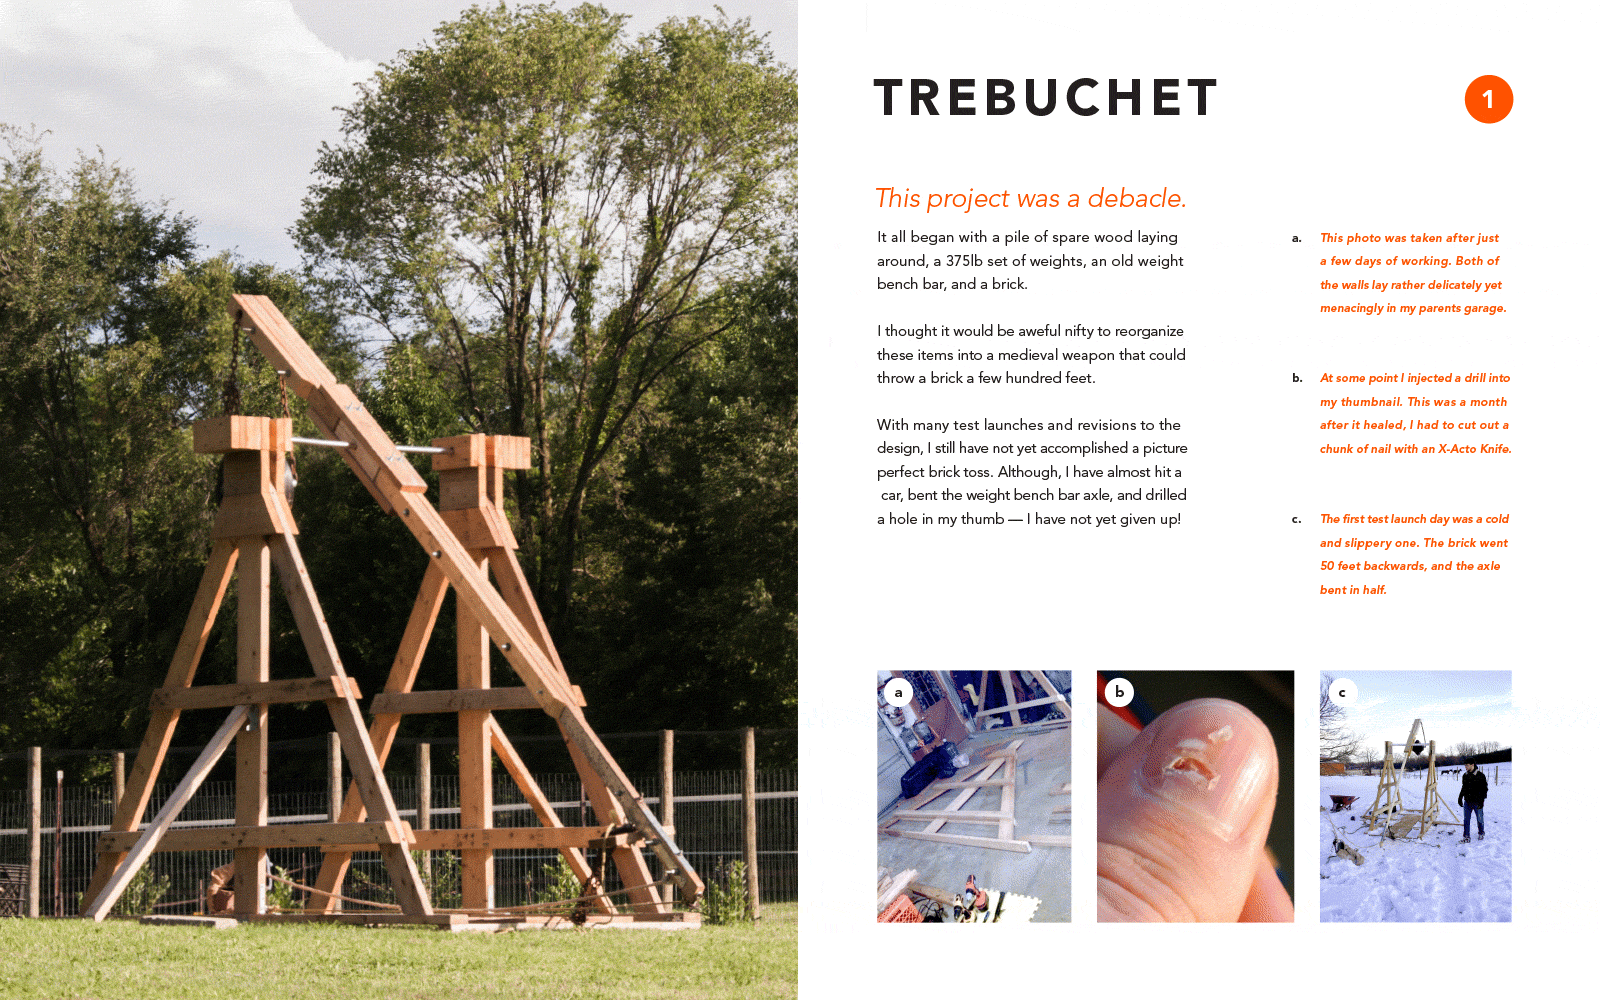 TREBUCHET
1
This project was a debacle.
It all began with a pile of spare wood laying
around, a 375lb set of weights, an old weight
bench bar, and a brick.
I thought it would be aweful nifty to reorganize
these items into a medieval weapon that could
throw a brick a few hundred feet.
With many test launches and revisions to the
design, I still have not yet accomplished a picture
perfect brick toss. Although, I have almost hit a
car, bent the weight bench bar axle, and drilled
a hole in my thumb — I have not yet given up!
a. This photo was taken after just
a few days of working. Both of
the walls lay rather delicately yet
menacingly in my parents garage.
b. At some point I injected a drill into
my thumbnail. This was a month
after it healed, I had to cut out a
chunk of nail with an X-Acto Knife.
c. The first test launch day was a cold
and slippery one. The brick went
50 feet backwards, and the axle
bent in half.
a
b
c